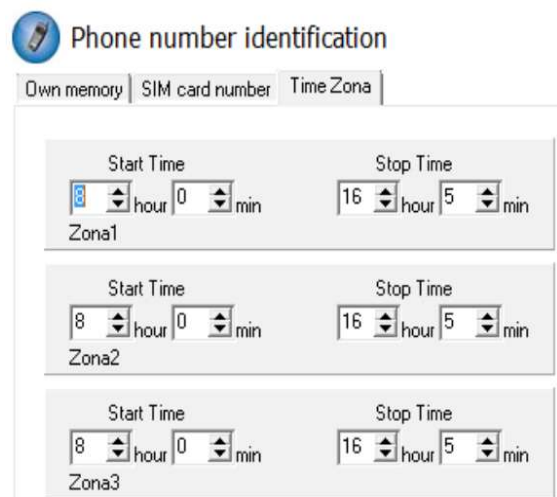 Phone number identification
Own memory SIM card number Time Zona
Start Time Stop Time
8 hour 0 min 16 hour 5 min
Zona1
Start Time Stop Time
8 hour 0 min 16 hour 5 min
Zona2
Start Time Stop Time
8 hour 0 min 16 hour 5 min
Zona3